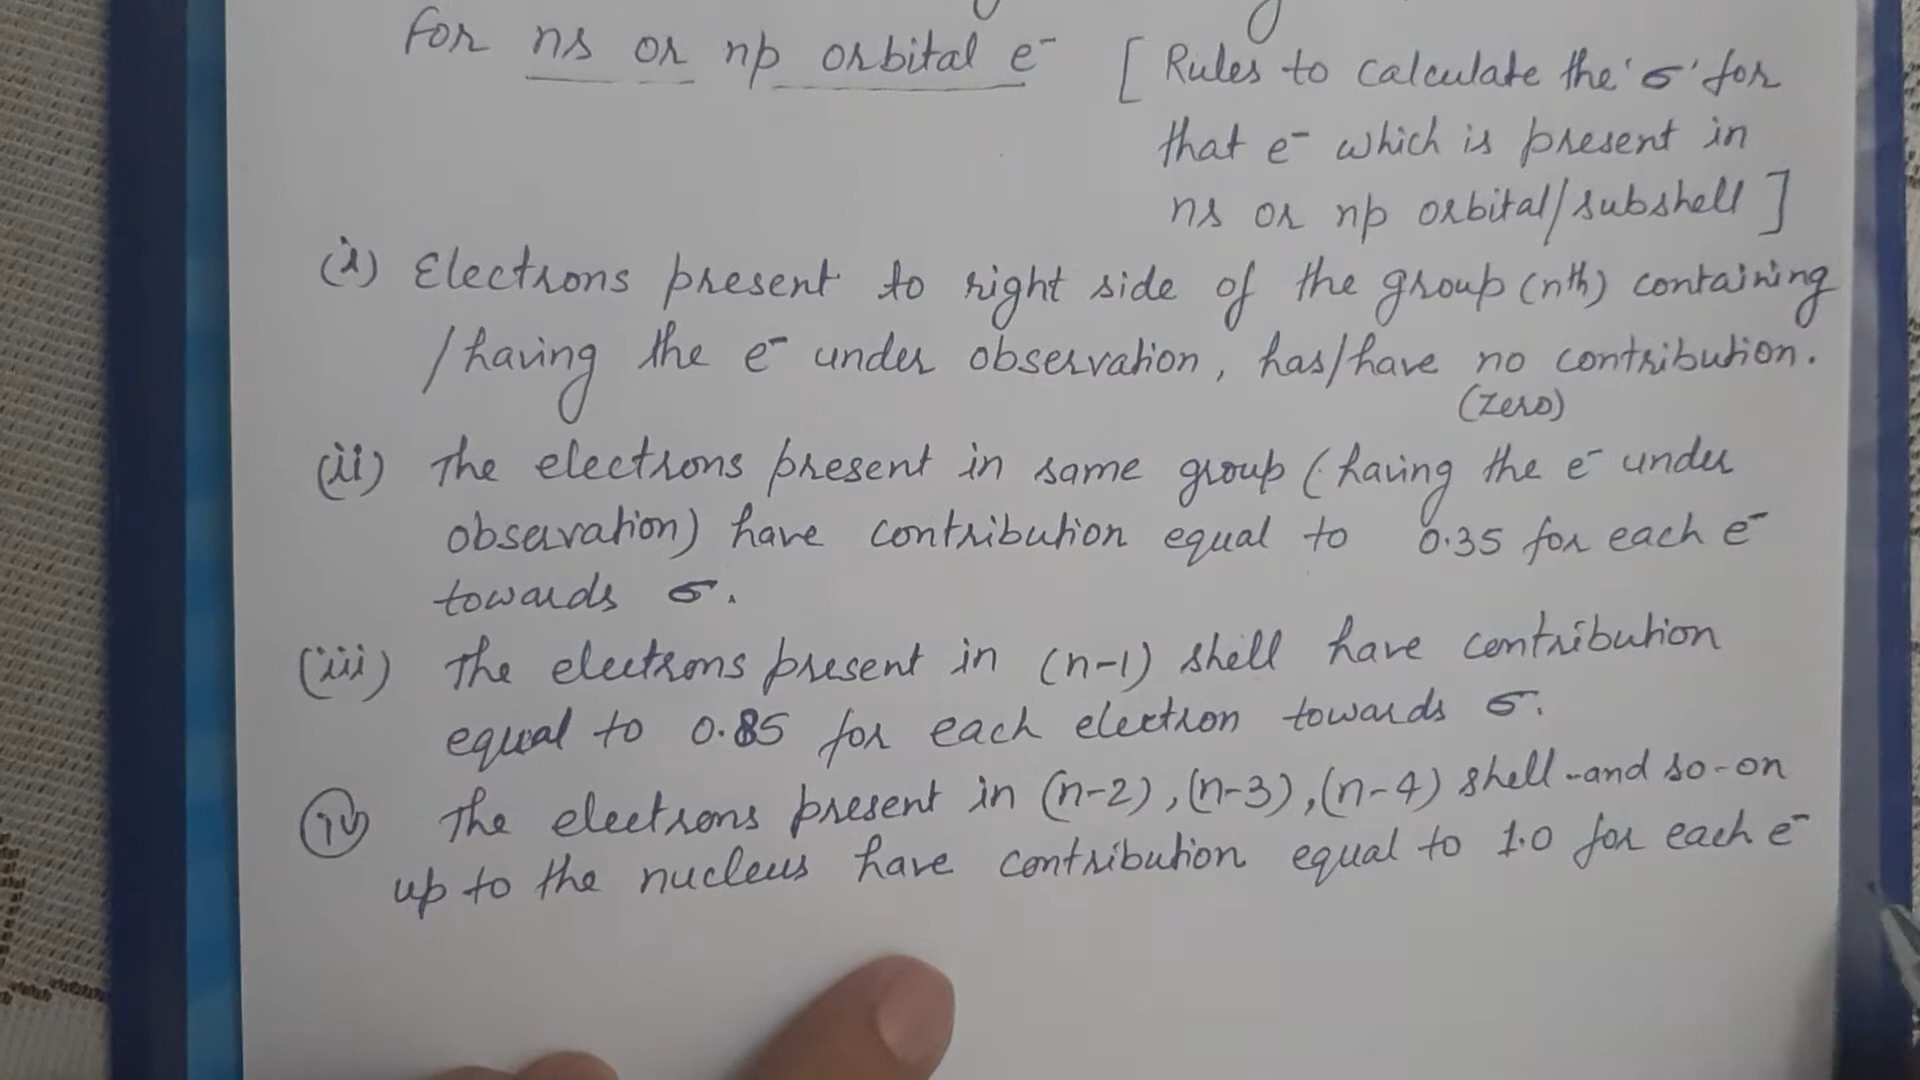 For ns or np orbital e⁻ [ Rules to calculate the 'σ' for
that e⁻ which is present in
ns or np orbital/subshell ]
(i) Electrons present to right side of the group (nth) containing
/having the e⁻ under observation, has/have no contribution.
(zero)
(ii) The electrons present in same group (having the e⁻ under
observation) have contribution equal to 0.35 for each e⁻
towards σ.
(iii) The electrons present in (n-1) shell have contribution
equal to 0.85 for each electron towards σ.
(iv) The electrons present in (n-2), (n-3), (n-4) shell -and so-on
up to the nucleus have contribution equal to 1.0 for each e⁻